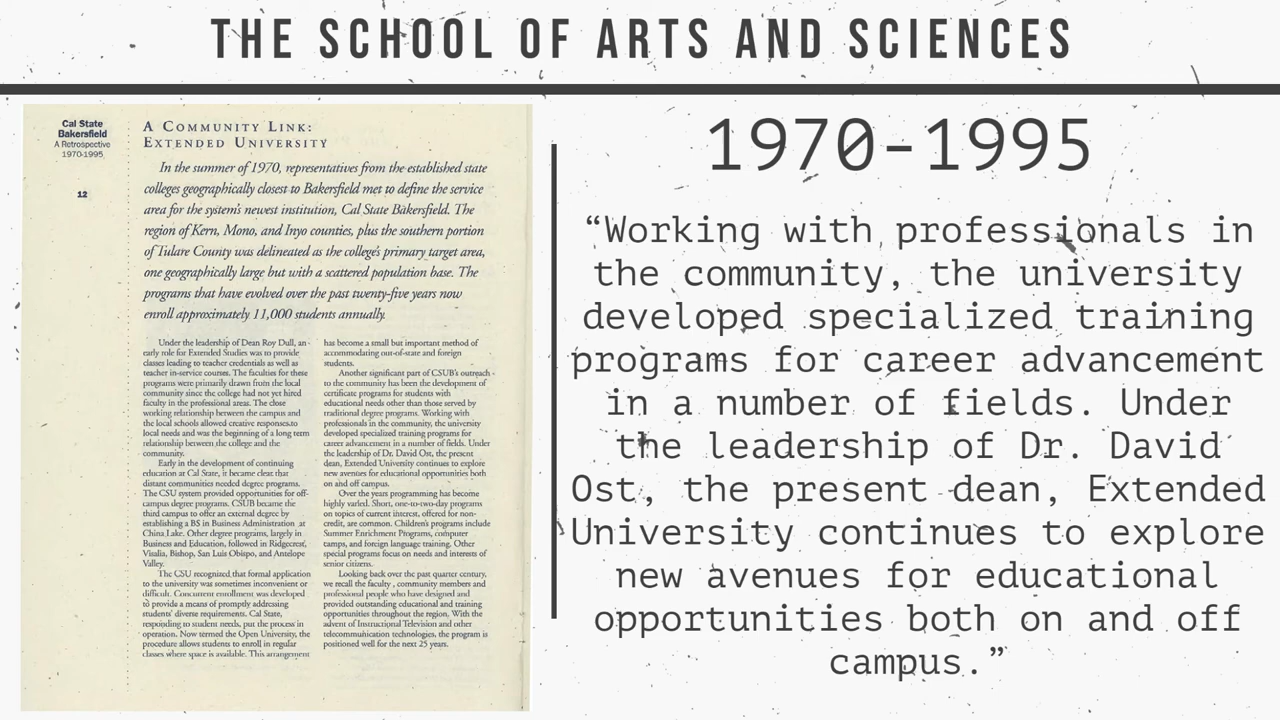 THE SCHOOL OF ARTS AND SCIENCES
Cal State
Bakersfield
A Retrospective
1970-1995
12
A COMMUNITY LINK:
EXTENDED UNIVERSITY
In the summer of 1970, representatives from the established state
colleges geographically closest to Bakersfield met to define the service
area for the system's newest institution, Cal State Bakersfield. The
region of Kern, Mono, and Inyo counties, plus the southern portion
of Tulare County was delineated as the college's primary target area,
one geographically large but with a scattered population base. The
programs that have evolved over the past twenty-five years now
enroll approximately 11,000 students annually.
Under the leadership of Dean Roy Dull, an
early role for Extended Studies was to provide
classes leading to teacher credentials as well as
teacher in-service courses. The faculties for these
programs were primarily drawn from the local
community since the college had not yet hired
faculty in the professional areas. The close
working relationship between the campus and
the local schools allowed creative responses to
local needs and was the beginning of a long term
relationship between the college and the
community.
Early in the development of continuing
education at Cal State, it became clear that
distant communities needed degree programs.
The CSU system provided opportunities for off-
campus degree programs. CSUB became the
third campus to offer an external degree by
establishing a BS in Business Administration at
China Lake. Other degree programs, largely in
Business and Education, followed in Ridgecrest,
Visalia, Bishop, San Luis Obispo, and Antelope
Valley.
The CSU recognized that formal application
to the university was sometimes inconvenient or
difficult. Concurrent enrollment was developed
to provide a means of promptly addressing
students' diverse requirements. Cal State,
responding to student needs, put the process in
operation. Now termed the Open University, the
procedure allows students to enroll in regular
classes where space is available. This arrangement
has become a small but important method of
accommodating out-of-state and foreign
students.
Another significant part of CSUB's outreach
to the community has been the development of
certificate programs for students with
educational needs other than those served by
traditional degree programs. Working with
professionals in the community, the university
developed specialized training programs for
career advancement in a number of fields. Under
the leadership of Dr. David Ost, the present
dean, Extended University continues to explore
new avenues for educational opportunities both
on and off campus.
Over the years programming has become
highly varied. Short, one-to-two-day programs
on topics of current interest, offered for non-
credit, are common. Children's programs include
Summer Enrichment Programs, computer
camps, and foreign language training. Other
special programs focus on needs and interests of
senior citizens.
Looking back over the past quarter century,
we recall the faculty, community members and
professional people who have designed and
provided outstanding educational and training
opportunities throughout the region. With the
advent of Instructional Television and other
telecommunication technologies, the program is
positioned well for the next 25 years.
1970-1995
“Working with professionals in
the community, the university
developed specialized training
programs for career advancement
in a number of fields. Under
the leadership of Dr. David
Ost, the present dean, Extended
University continues to explore
new avenues for educational
opportunities both on and off
campus.”